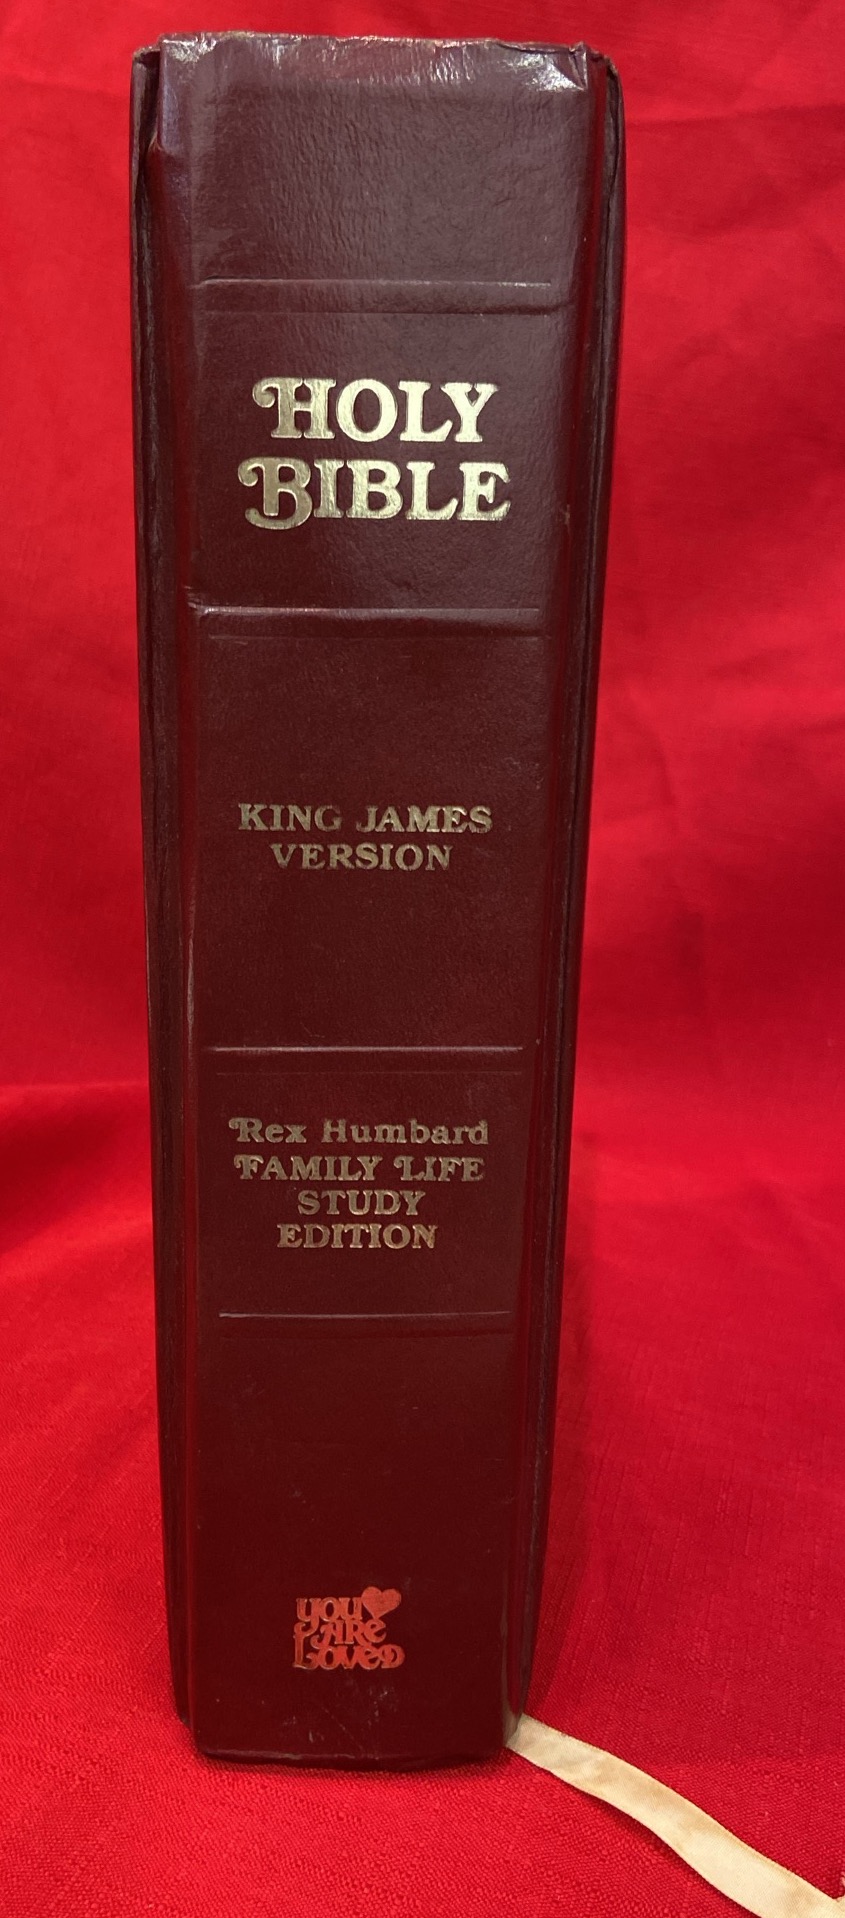 HOLY
BIBLE
KING JAMES
VERSION
Rex Humbard
FAMILY LIFE
STUDY
EDITION
you
ARe
Loved